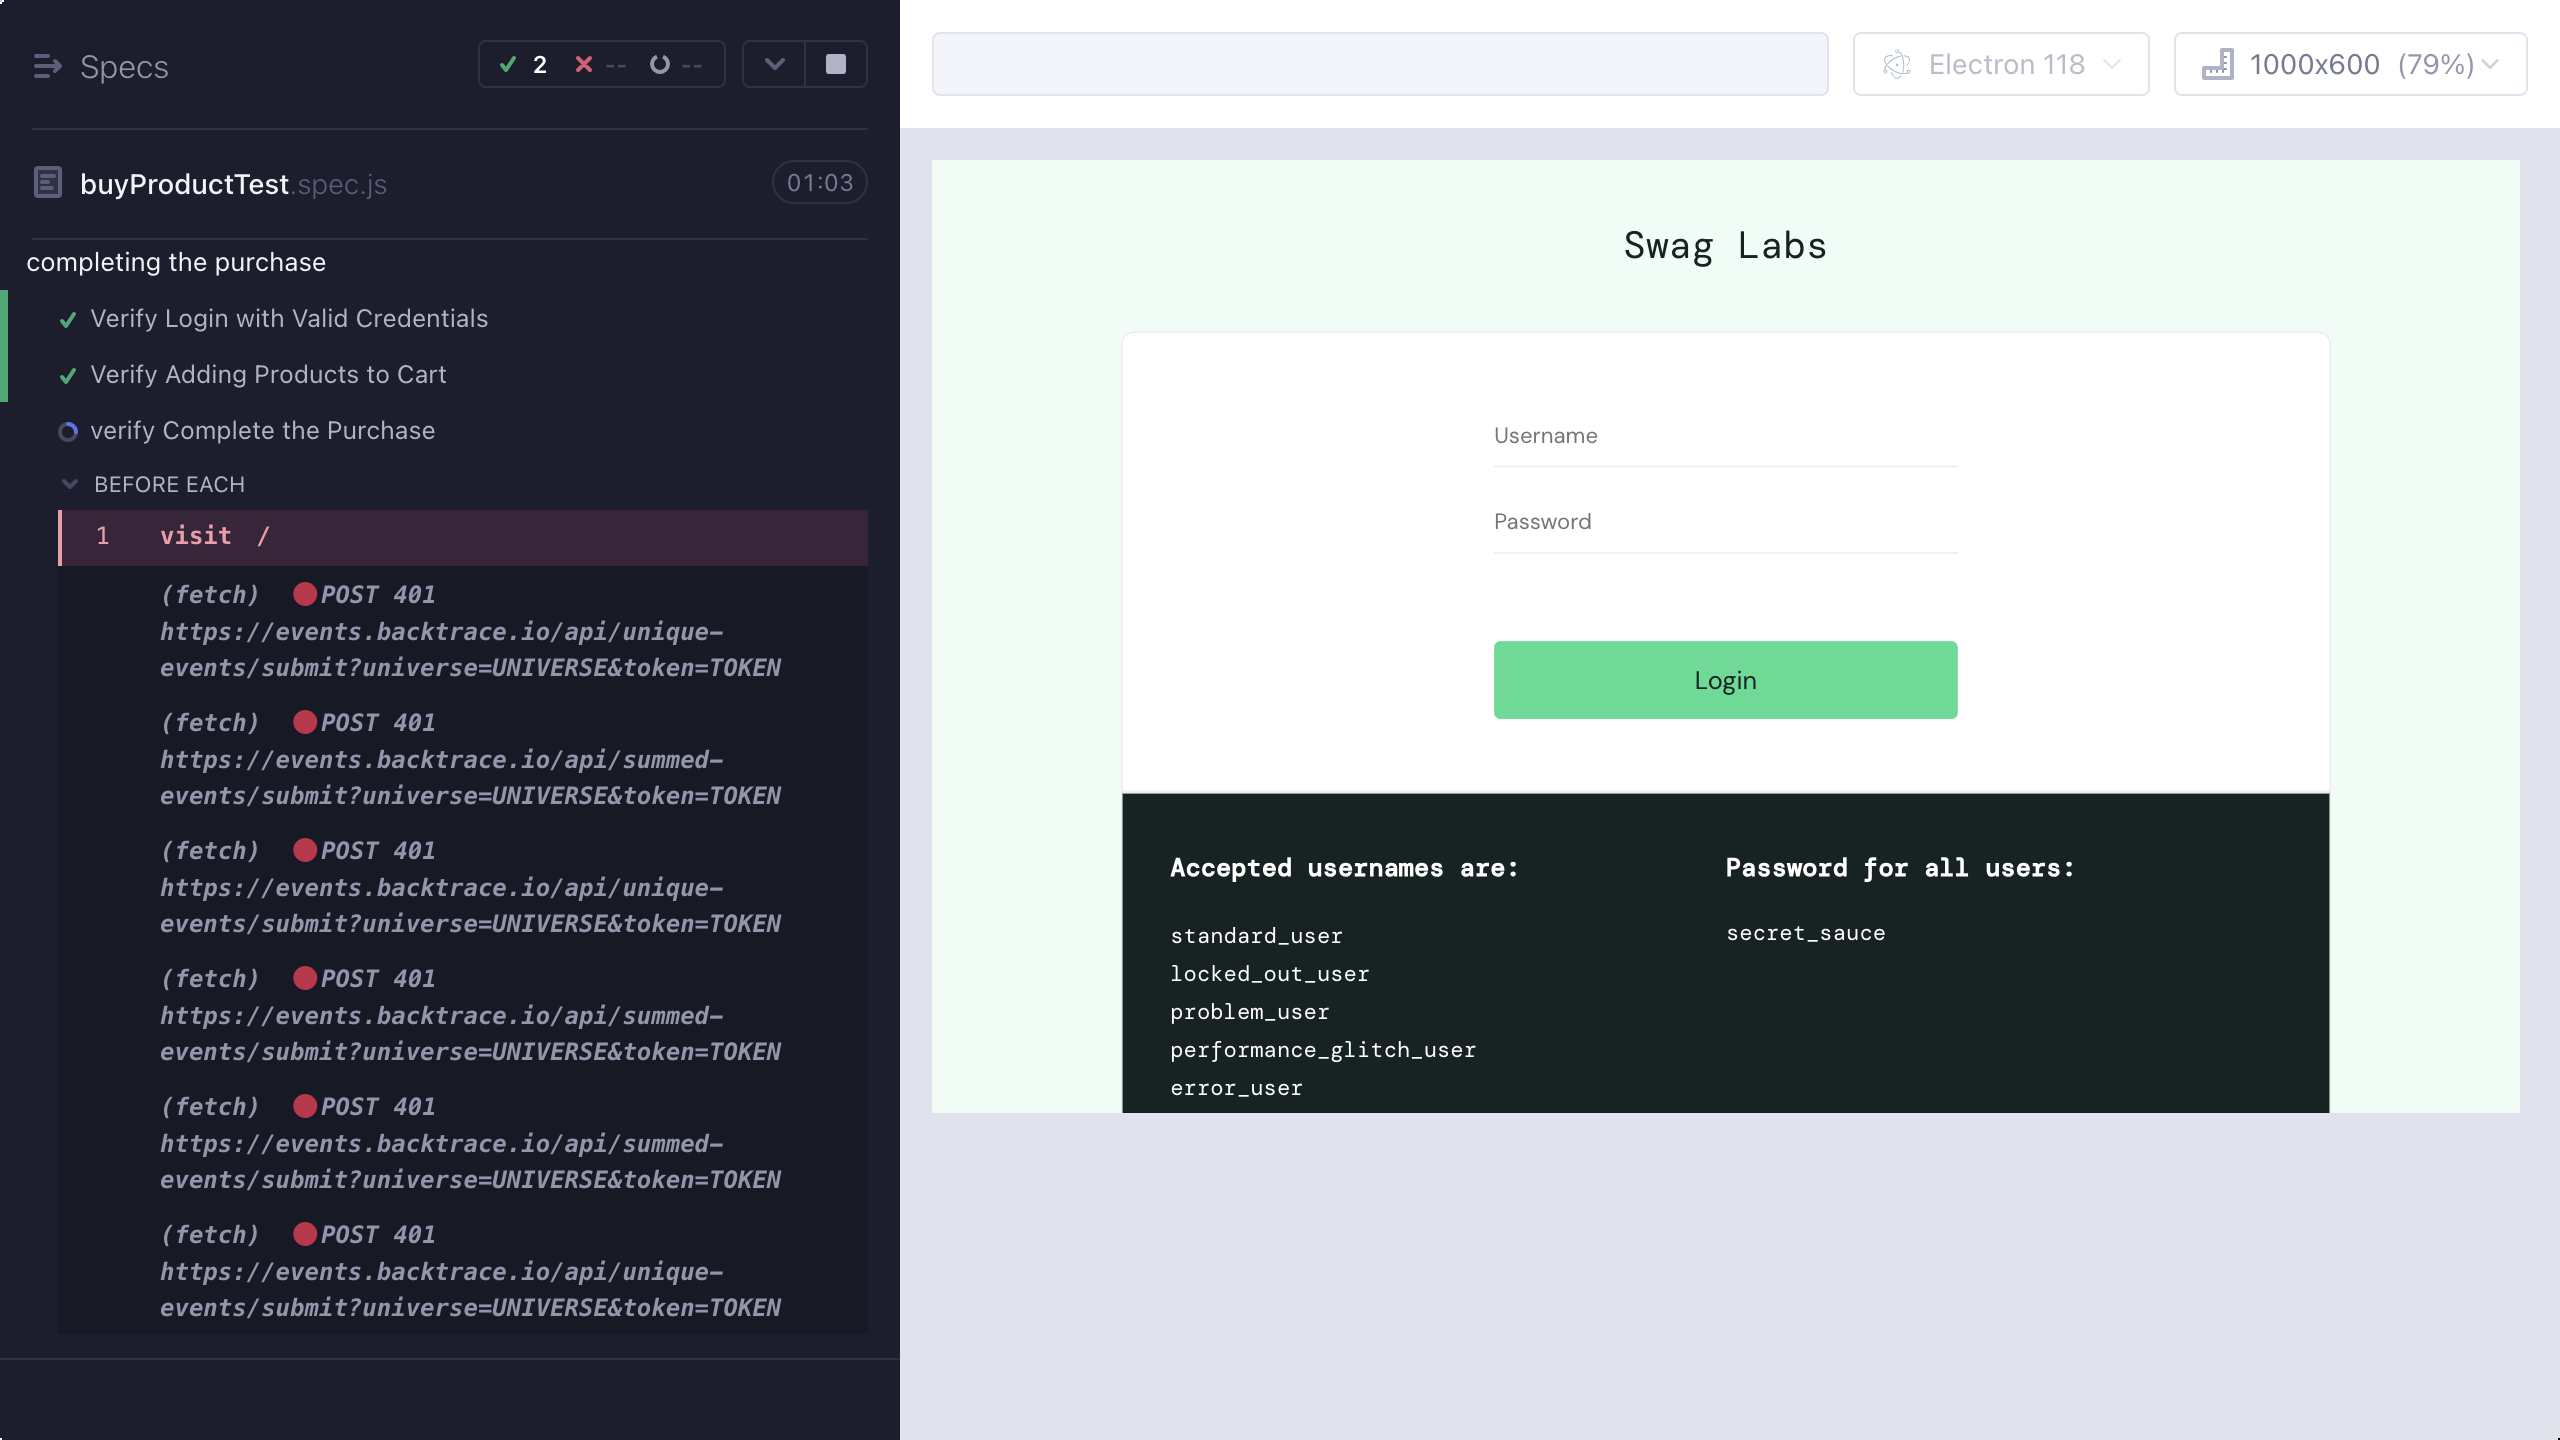 Specs
2 -- --
buyProductTest.spec.js
01:03
completing the purchase
Verify Login with Valid Credentials
Verify Adding Products to Cart
verify Complete the Purchase
BEFORE EACH
1 visit /
(fetch) POST 401
https://events.backtrace.io/api/unique-
events/submit?universe=UNIVERSE&token=TOKEN
(fetch) POST 401
https://events.backtrace.io/api/summed-
events/submit?universe=UNIVERSE&token=TOKEN
(fetch) POST 401
https://events.backtrace.io/api/unique-
events/submit?universe=UNIVERSE&token=TOKEN
(fetch) POST 401
https://events.backtrace.io/api/summed-
events/submit?universe=UNIVERSE&token=TOKEN
(fetch) POST 401
https://events.backtrace.io/api/summed-
events/submit?universe=UNIVERSE&token=TOKEN
(fetch) POST 401
https://events.backtrace.io/api/unique-
events/submit?universe=UNIVERSE&token=TOKEN
Electron 118
1000x600 (79%)
Swag Labs
Username
Password
Login
Accepted usernames are:
standard_user
locked_out_user
problem_user
performance_glitch_user
error_user
Password for all users:
secret_sauce